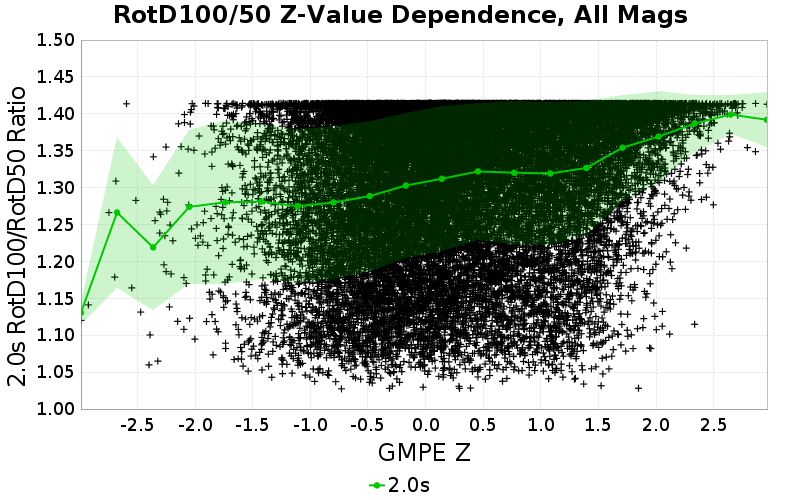 RotD100/50 Z-Value Dependence, All Mags
2.0s RotD100/RotD50 Ratio
1.50
1.45
1.40
1.35
1.30
1.25
1.20
1.15
1.10
1.05
1.00
-2.5 -2.0 -1.5 -1.0 -0.5 0.0 0.5 1.0 1.5 2.0 2.5
GMPE Z
2.0s